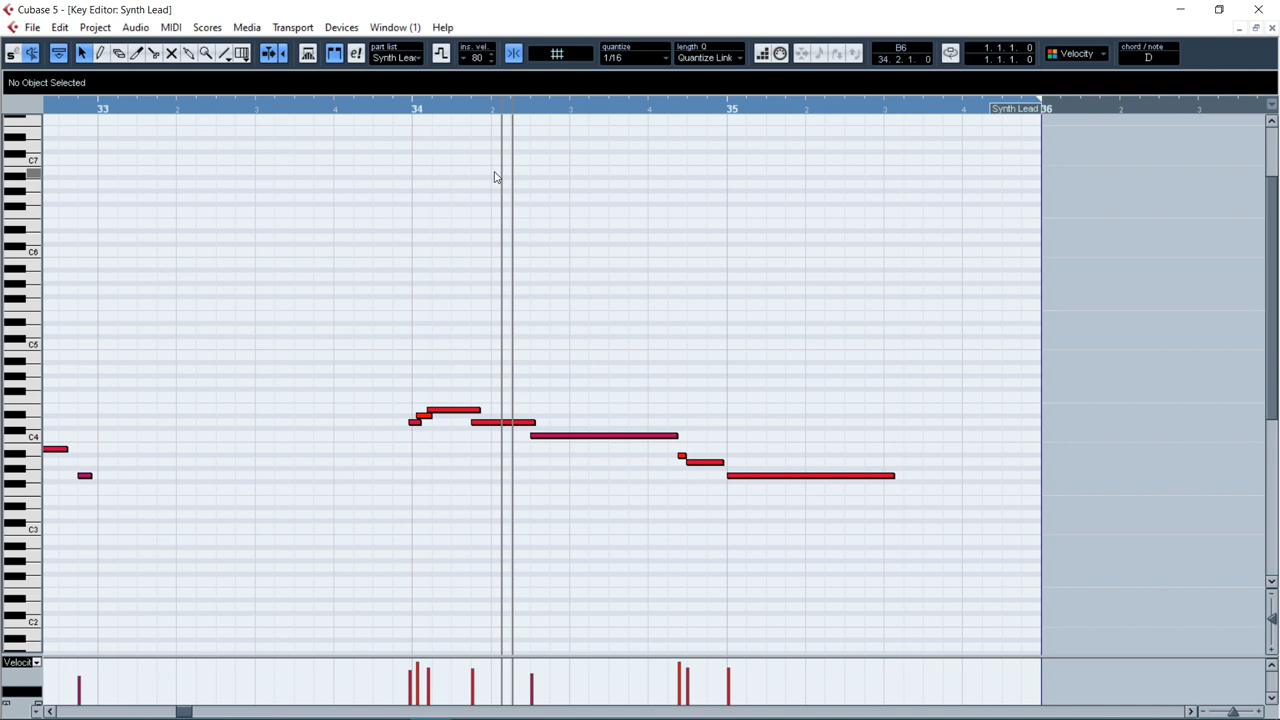 Cubase 5 - [Key Editor: Synth Lead]
File Edit Project Audio MIDI Scores Media Transport Devices Window (1) Help
part list ins. vel. quantize length Q chord / note
Synth Lead 80 1/16 Quantize Link B6 34. 2. 1. 0 1. 1. 1. 0 1. 1. 1. 0 Velocity D
No Object Selected
33 2 3 4 34 2 3 4 35 2 3 4 Synth Lead 36 2 3
C7
C6
C5
C4
C3
C2
Velocit